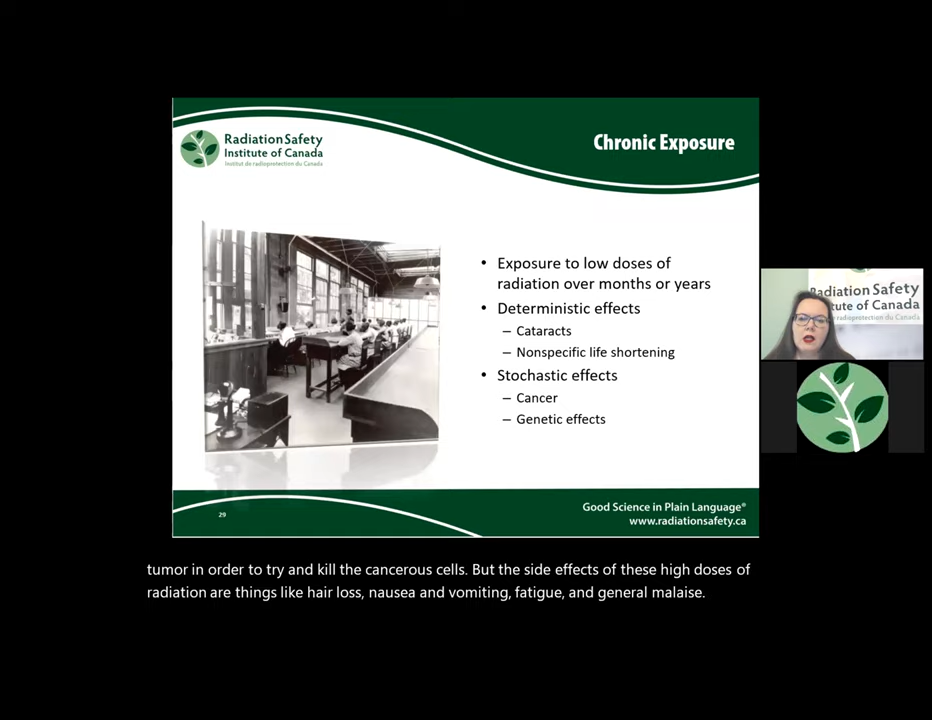 Radiation Safety
Institute of Canada
Institut de radioprotection du Canada
Chronic Exposure
• Exposure to low doses of
radiation over months or years
• Deterministic effects
– Cataracts
– Nonspecific life shortening
• Stochastic effects
– Cancer
– Genetic effects
29
Good Science in Plain Language®
www.radiationsafety.ca
Radiation Safety
tute of Canada
radioprotection du Canada
tumor in order to try and kill the cancerous cells. But the side effects of these high doses of
radiation are things like hair loss, nausea and vomiting, fatigue, and general malaise.